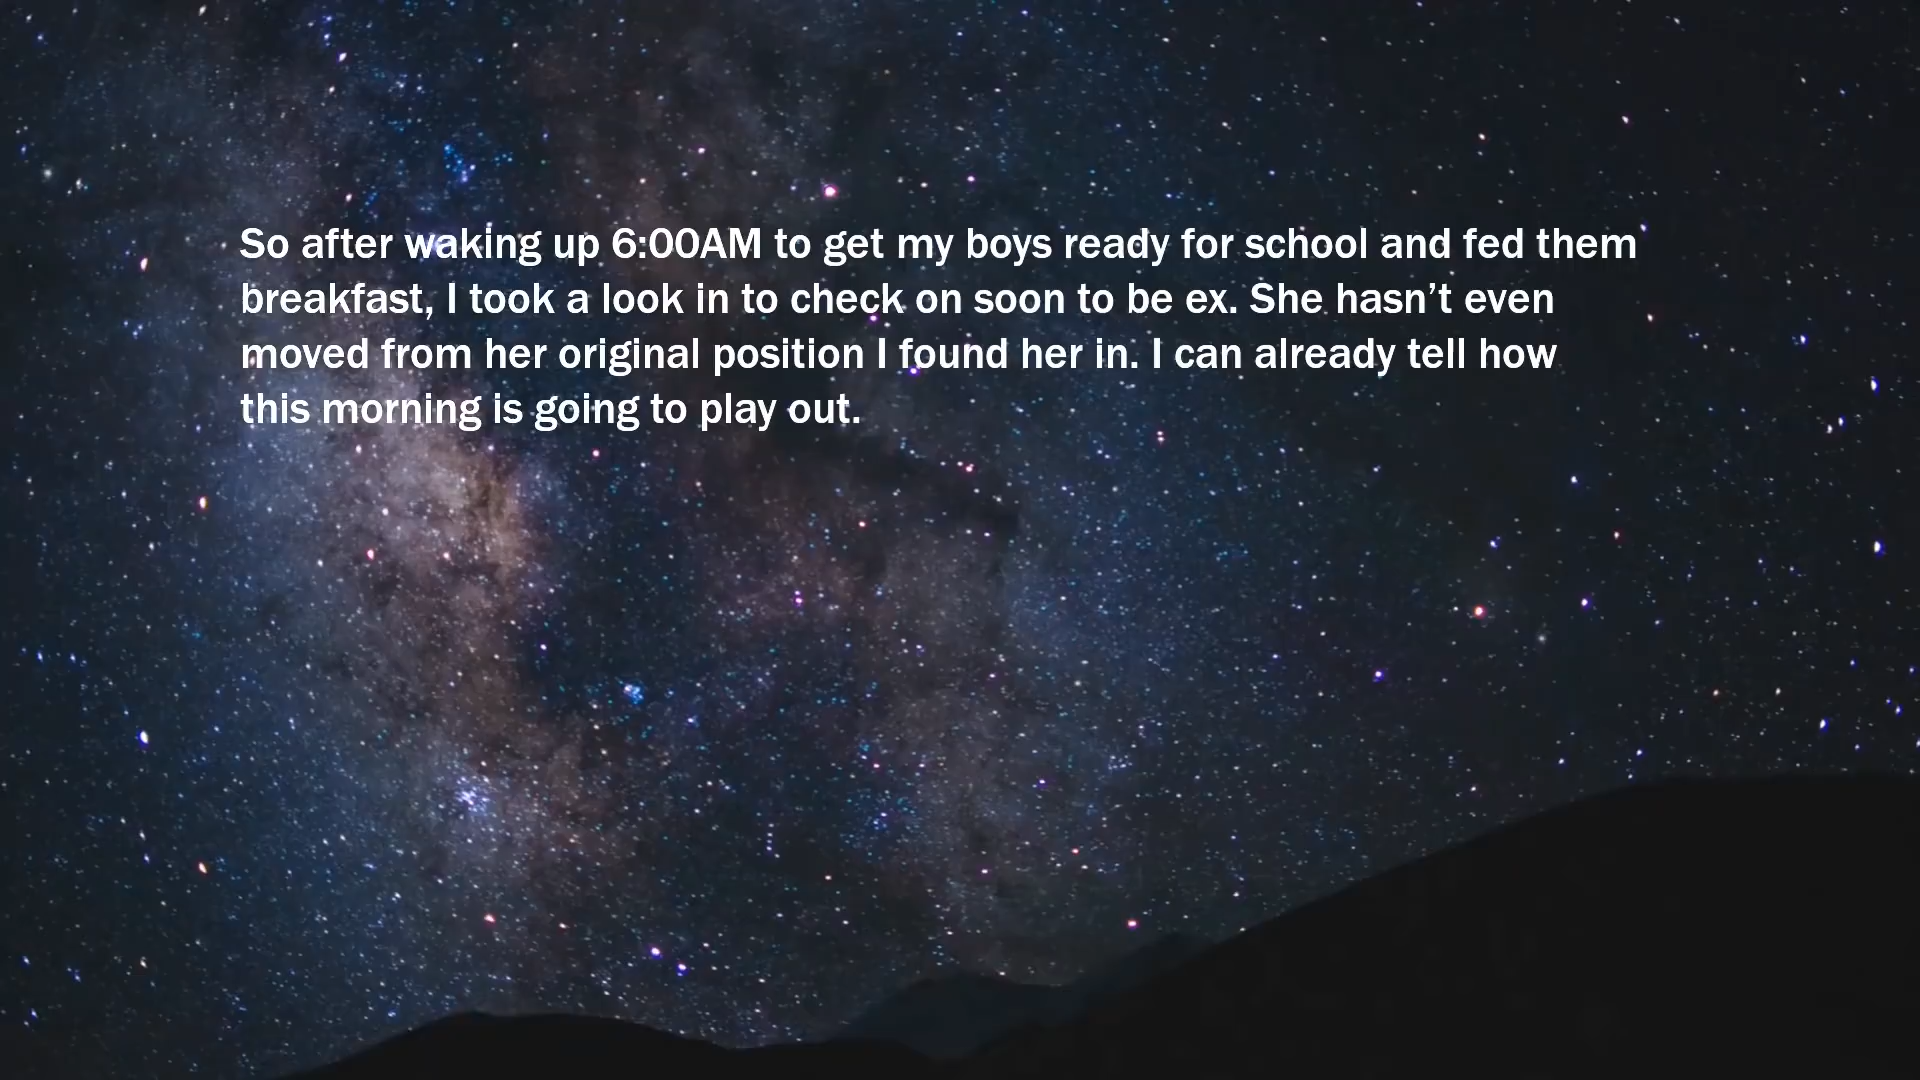 So after waking up 6:00AM to get my boys ready for school and fed them
breakfast, I took a look in to check on soon to be ex. She hasn’t even
moved from her original position I found her in. I can already tell how
this morning is going to play out.